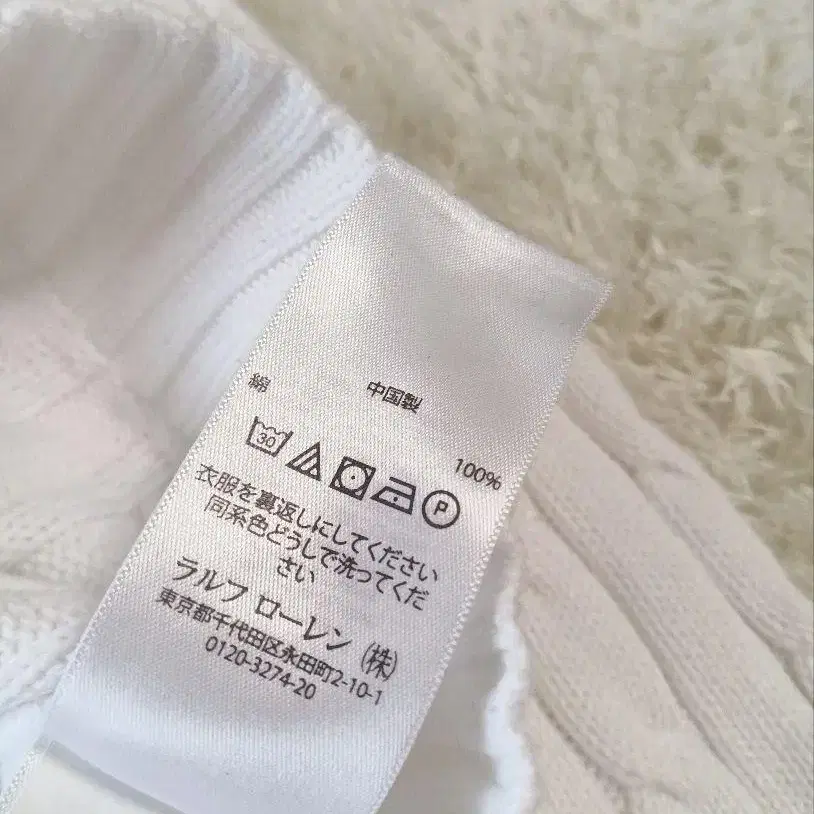 中国製
綿 100%
30 P
衣服を裏返しにしてください
同系色どうしで洗ってくだ
さい
ラルフ ローレン (株)
東京都千代田区永田町2-10-1
0120-3274-20